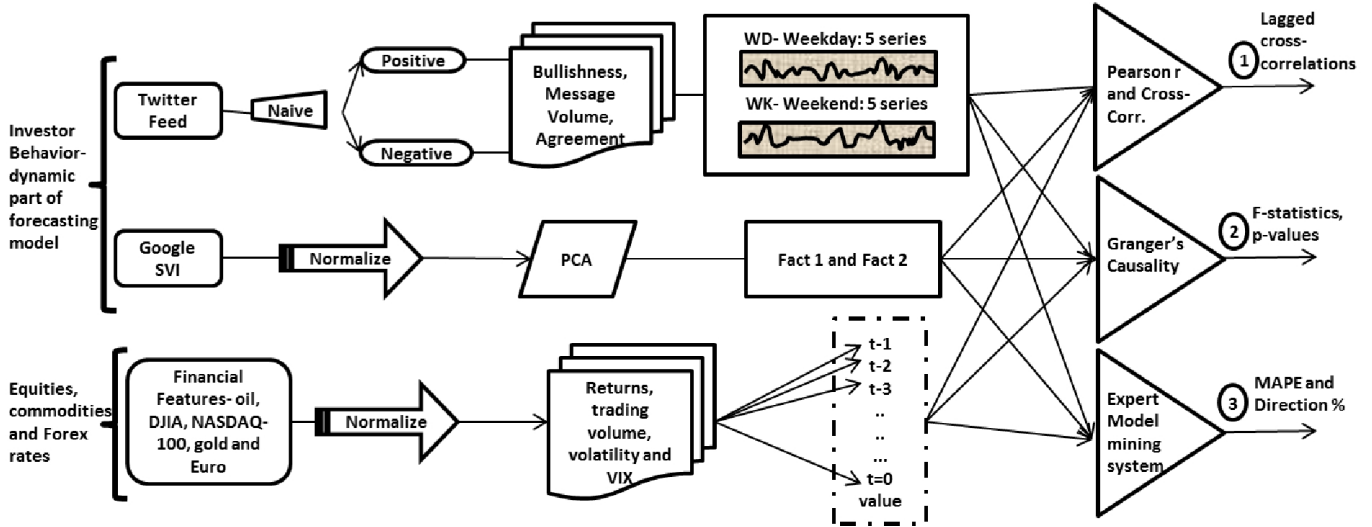 Investor
Behavior-
dynamic
part of
forecasting
model
Twitter
Feed
Naive
Positive
Negative
Bullishness,
Message
Volume,
Agreement
WD- Weekday: 5 series
WK- Weekend: 5 series
Pearson r
and Cross-
Corr.
1
Lagged
cross-
correlations
Google
SVI
Normalize
PCA
Fact 1 and Fact 2
Granger's
Causality
2
F-statistics,
p-values
Equities,
commodities
and Forex
rates
Financial
Features- oil,
DJIA, NASDAQ-
100, gold and
Euro
Normalize
Returns,
trading
volume,
volatility and
VIX
t-1
t-2
t-3
..
..
...
t=0
value
Expert
Model
mining
system
3
MAPE and
Direction %